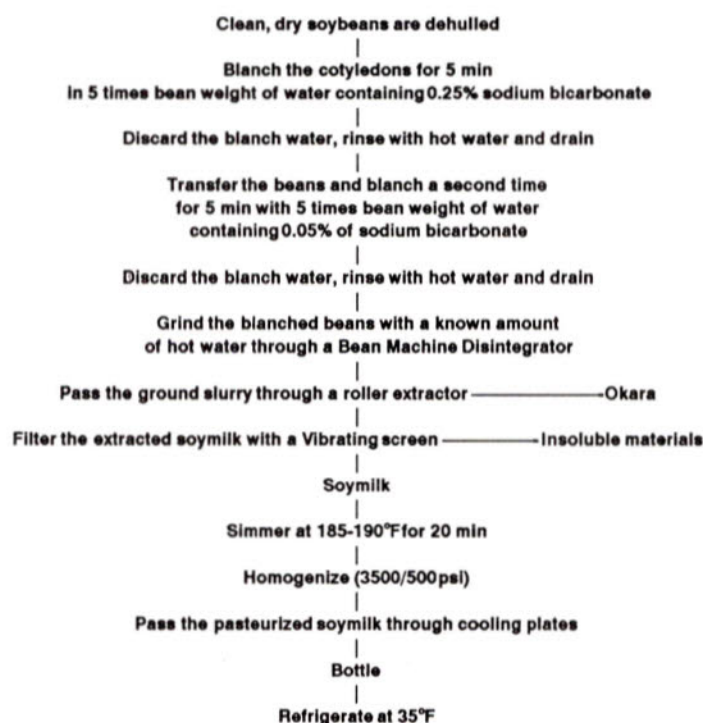 Clean, dry soybeans are dehulled
Blanch the cotyledons for 5 min
in 5 times bean weight of water containing 0.25% sodium bicarbonate
Discard the blanch water, rinse with hot water and drain
Transfer the beans and blanch a second time
for 5 min with 5 times bean weight of water
containing 0.05% of sodium bicarbonate
Discard the blanch water, rinse with hot water and drain
Grind the blanched beans with a known amount
of hot water through a Bean Machine Disintegrator
Pass the ground slurry through a roller extractor Okara
Filter the extracted soymilk with a Vibrating screen Insoluble materials
Soymilk
Simmer at 185-190°F for 20 min
Homogenize (3500/500 psi)
Pass the pasteurized soymilk through cooling plates
Bottle
Refrigerate at 35°F